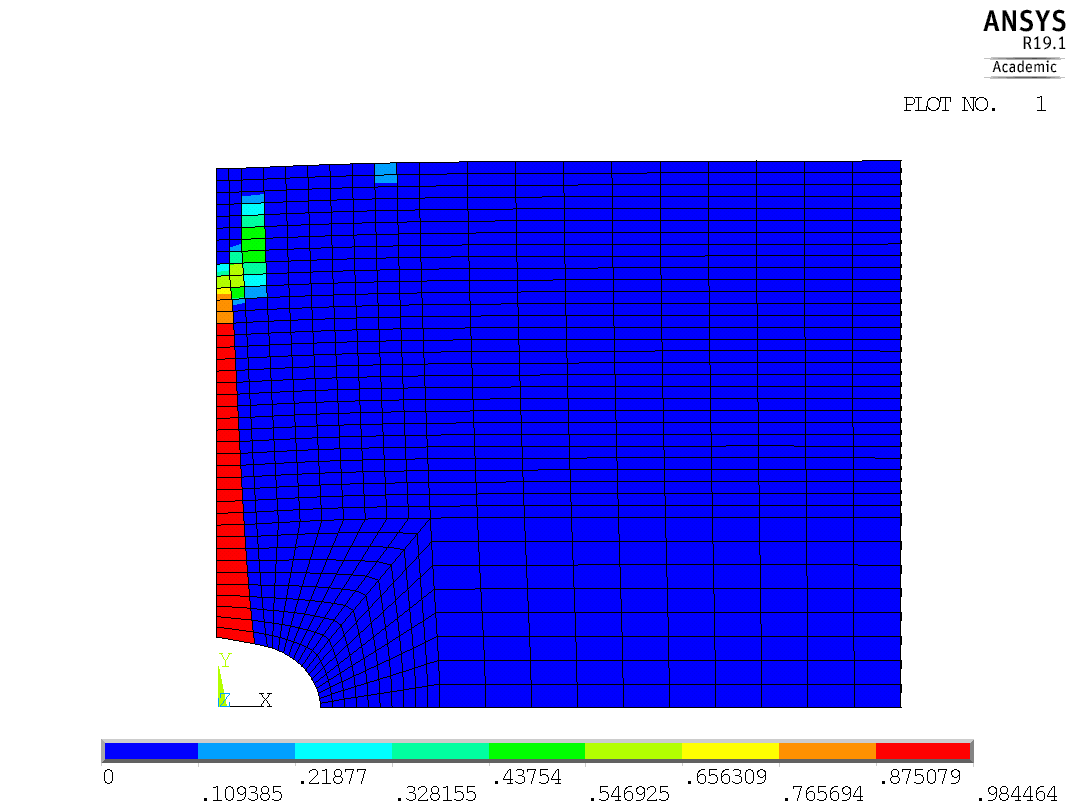 ANSYS
R19.1
Academic
PLOT NO. 1
Y
Z X
0 .21877 .43754 .656309 .875079
.109385 .328155 .546925 .765694 .984464